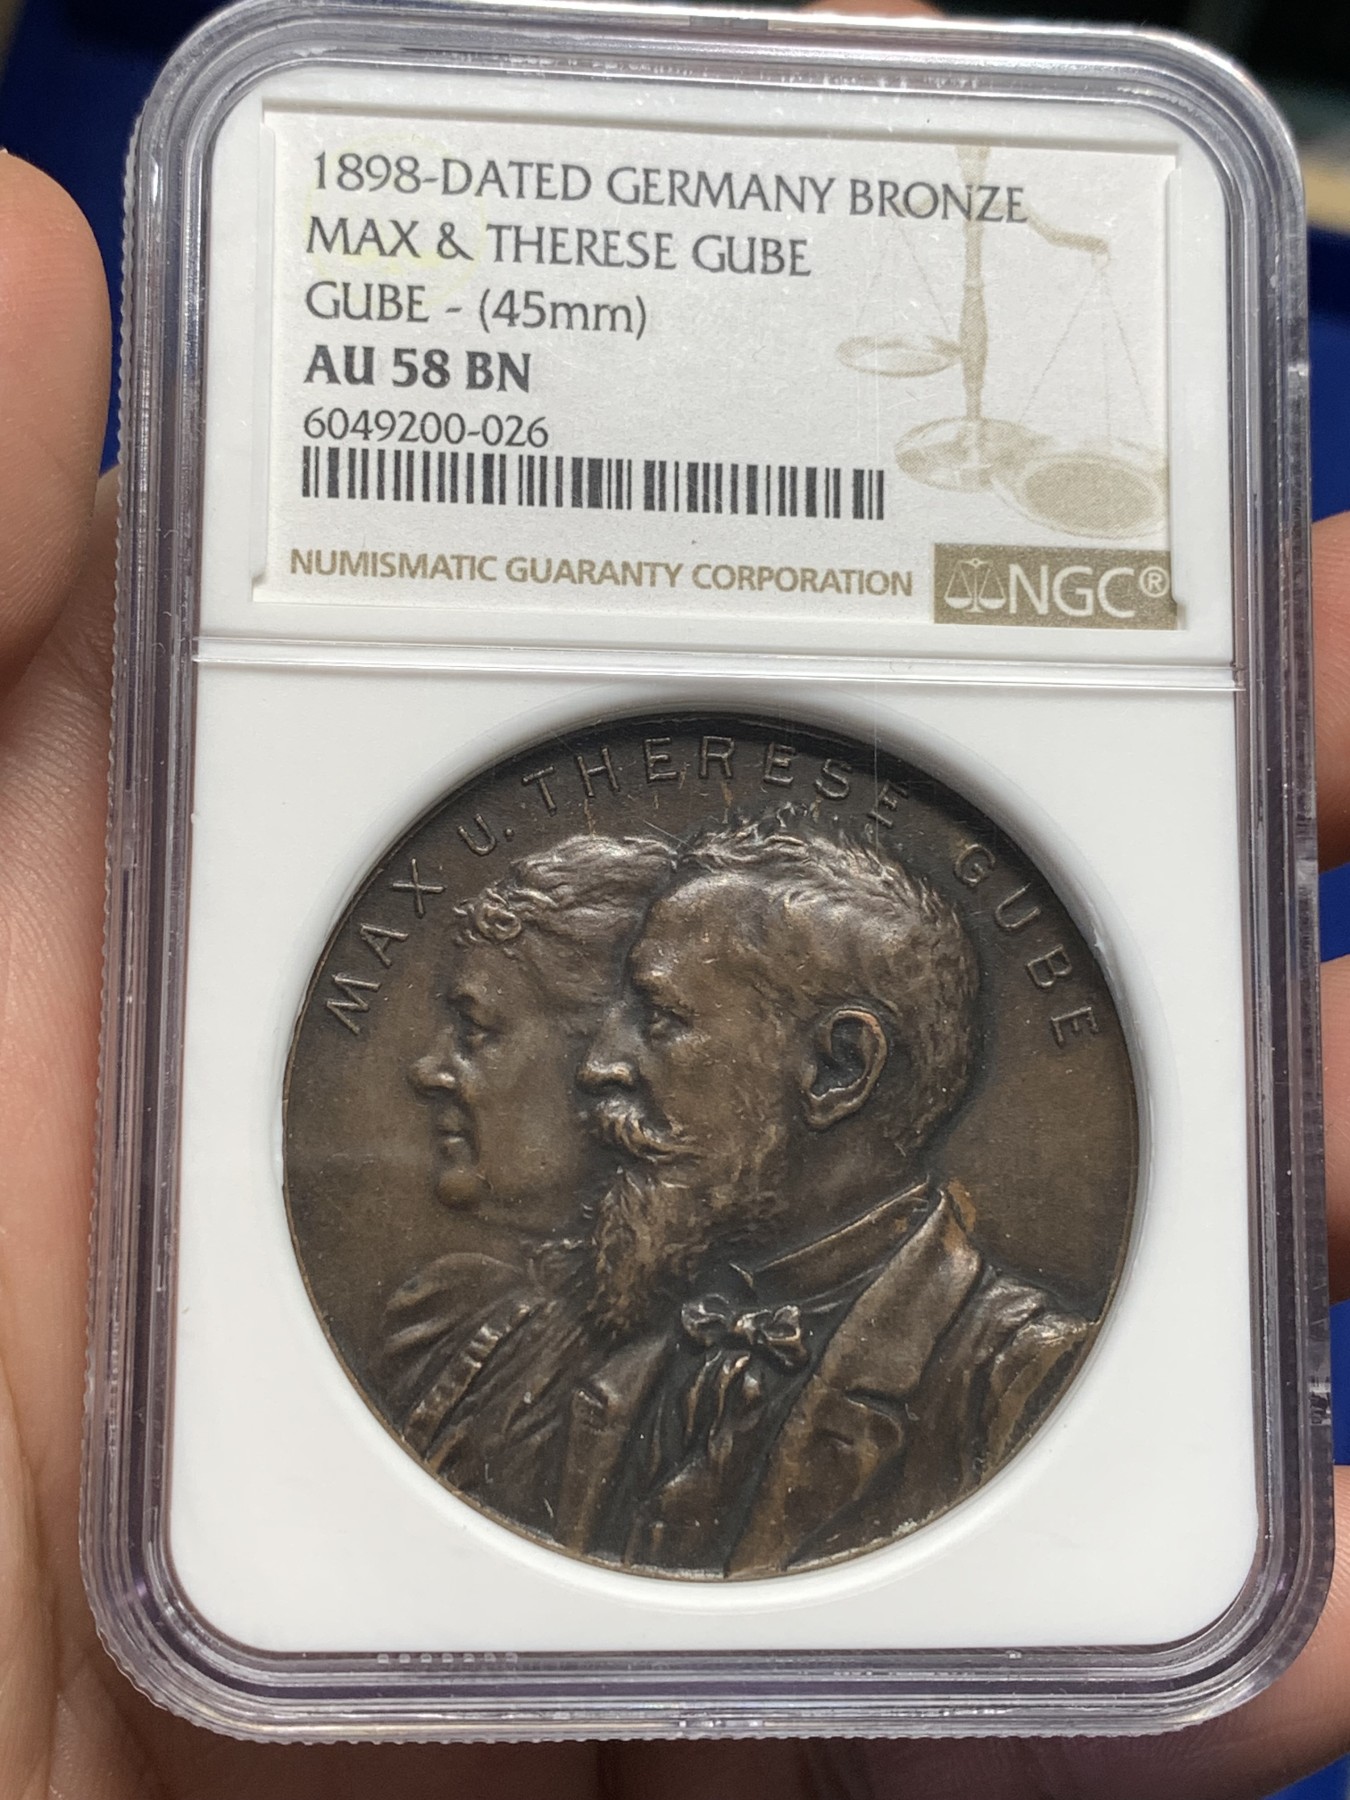 1898-DATED GERMANY BRONZE
MAX & THERESE GUBE
GUBE - (45mm)
AU 58 BN
6049200-026
NUMISMATIC GUARANTY CORPORATION
NGC®
MAX U. THERESE GUBE